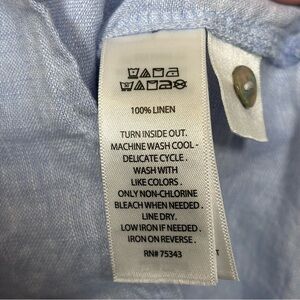 100% LINEN
TURN INSIDE OUT.
MACHINE WASH COOL -
DELICATE CYCLE .
WASH WITH
LIKE COLORS .
ONLY NON-CHLORINE
BLEACH WHEN NEEDED .
LINE DRY.
LOW IRON IF NEEDED .
IRON ON REVERSE .
RN# 75343
T